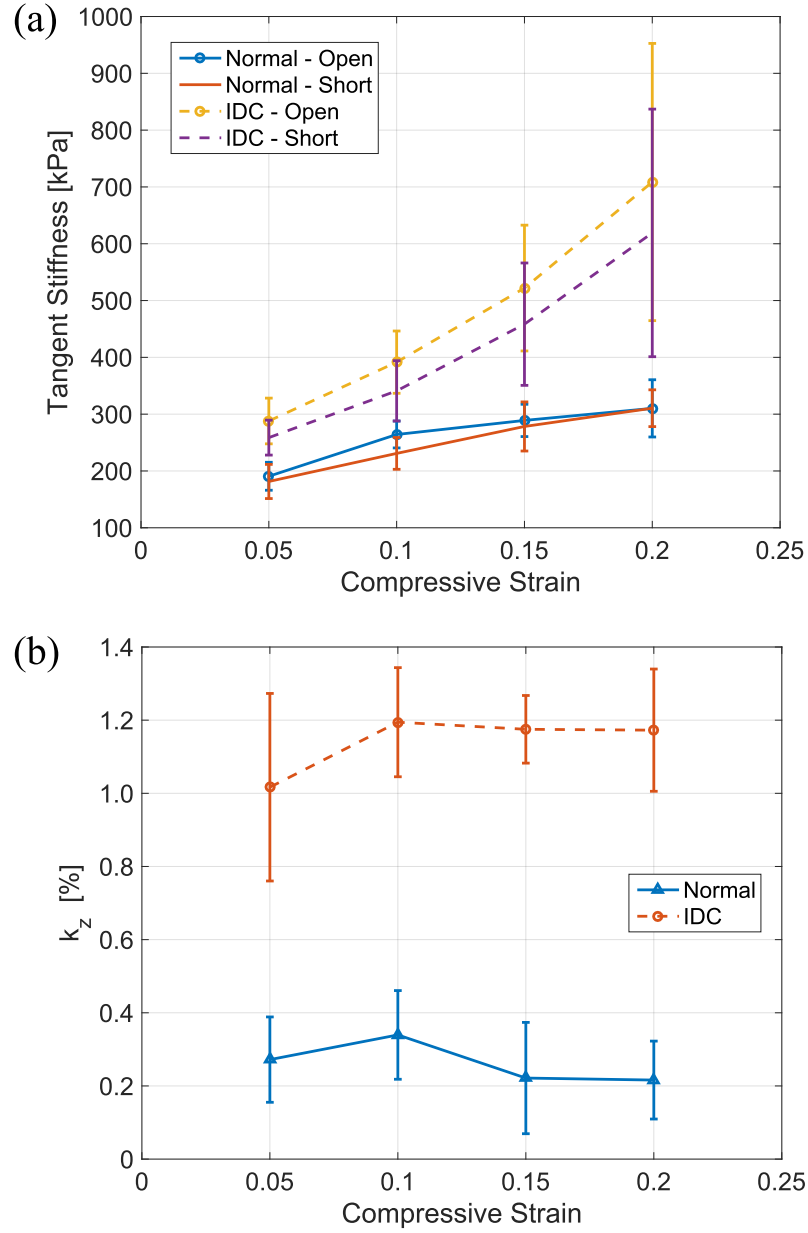 (a)
1000
900
800
700
600
500
400
300
200
100
Tangent Stiffness [kPa]
Normal - Open
Normal - Short
IDC - Open
IDC - Short
0 0.05 0.1 0.15 0.2 0.25
Compressive Strain
(b)
1.4
1.2
1.0
0.8
0.6
0.4
0.2
0
k_z [%]
Normal
IDC
0 0.05 0.1 0.15 0.2 0.25
Compressive Strain